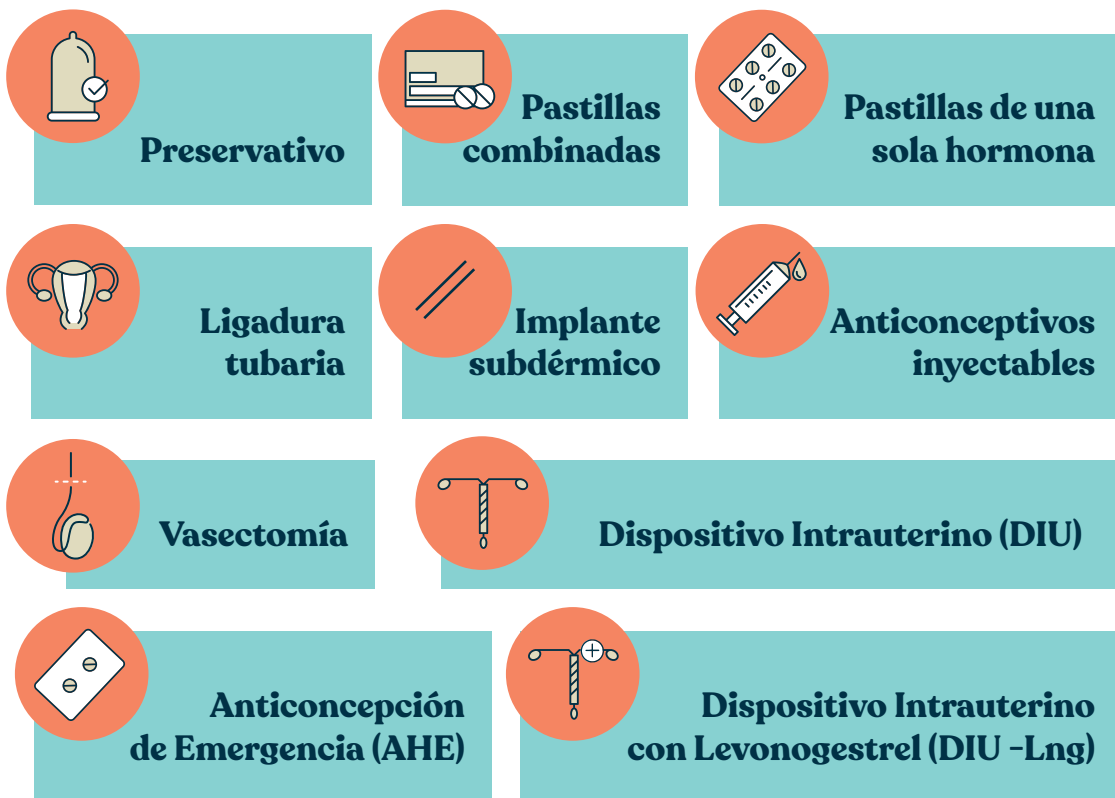 Preservativo
Pastillas
combinadas
Pastillas de una
sola hormona
Ligadura
tubaria
Implante
subdérmico
Anticonceptivos
inyectables
Vasectomía
Dispositivo Intrauterino (DIU)
Anticoncepción
de Emergencia (AHE)
Dispositivo Intrauterino
con Levonogestrel (DIU -Lng)